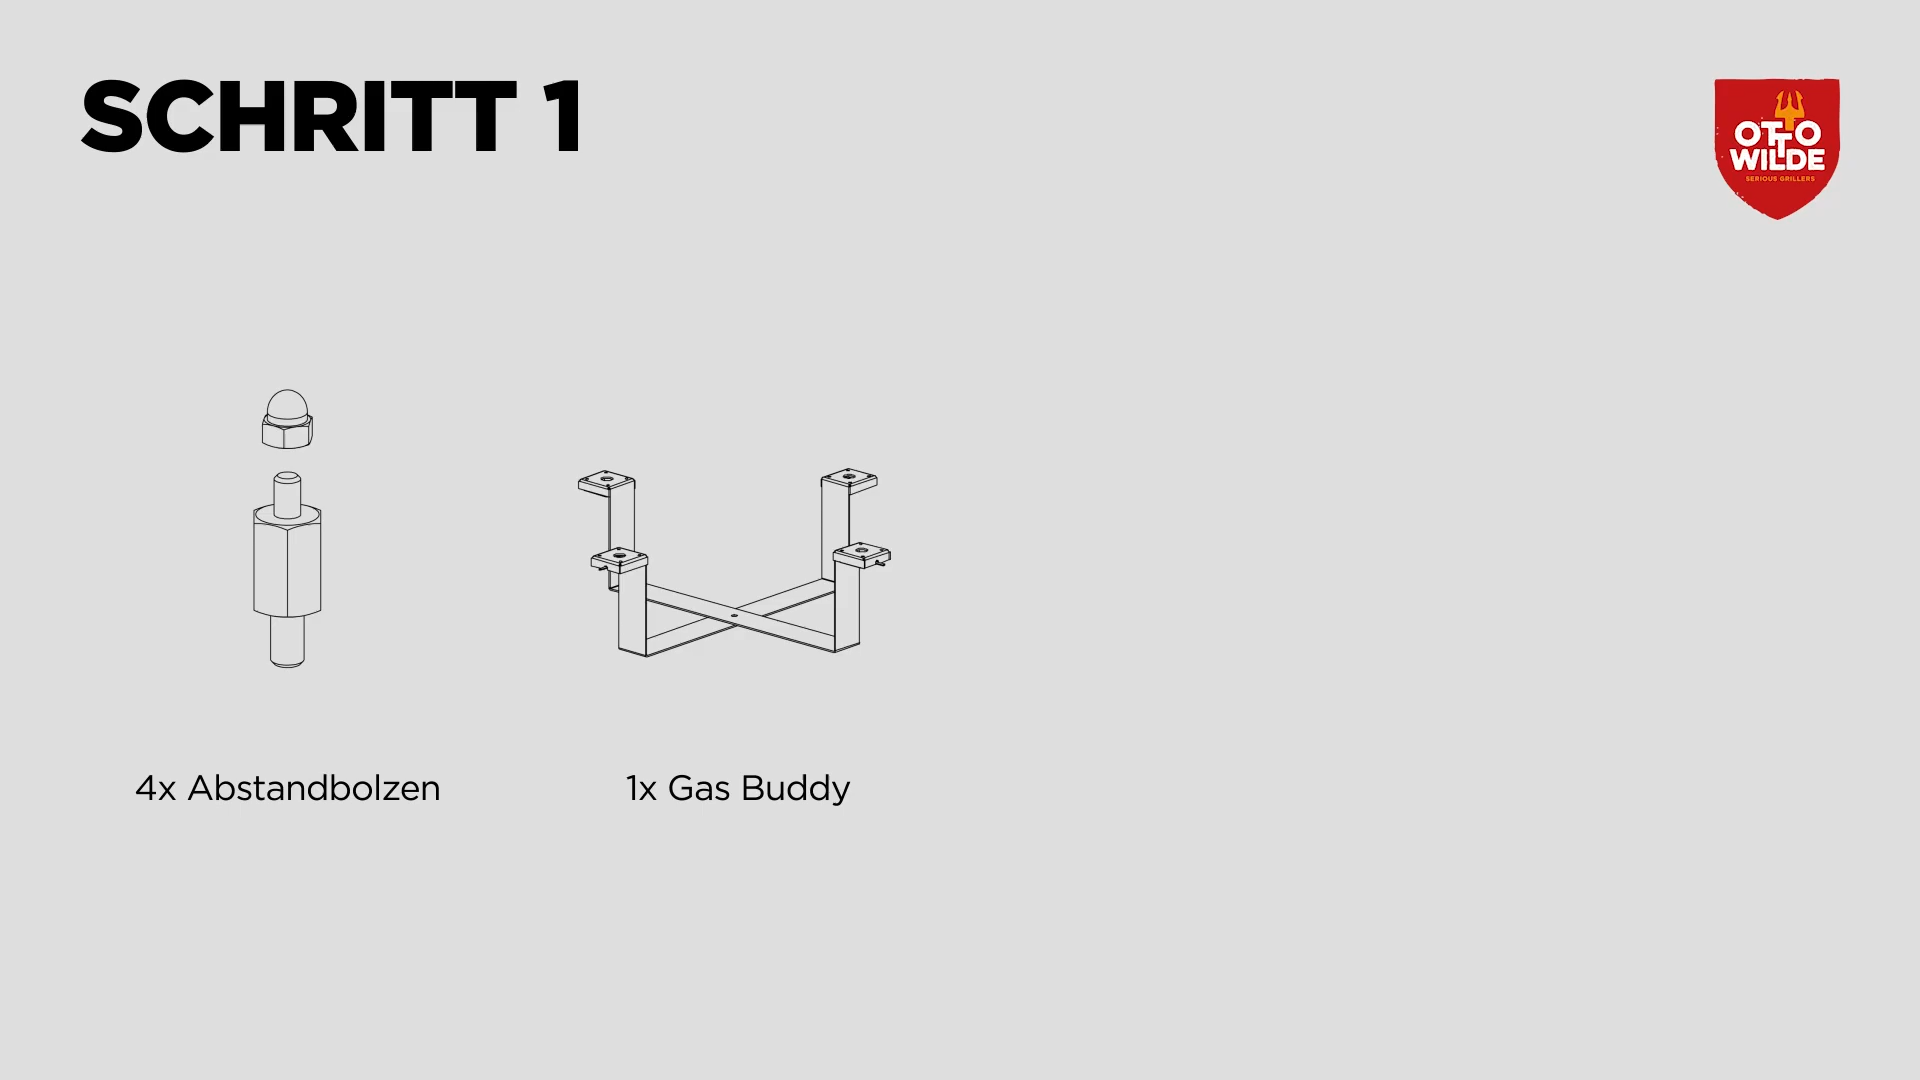 SCHRITT 1
OTTO
WILDE
SERIOUS GRILLERS
4x Abstandbolzen
1x Gas Buddy